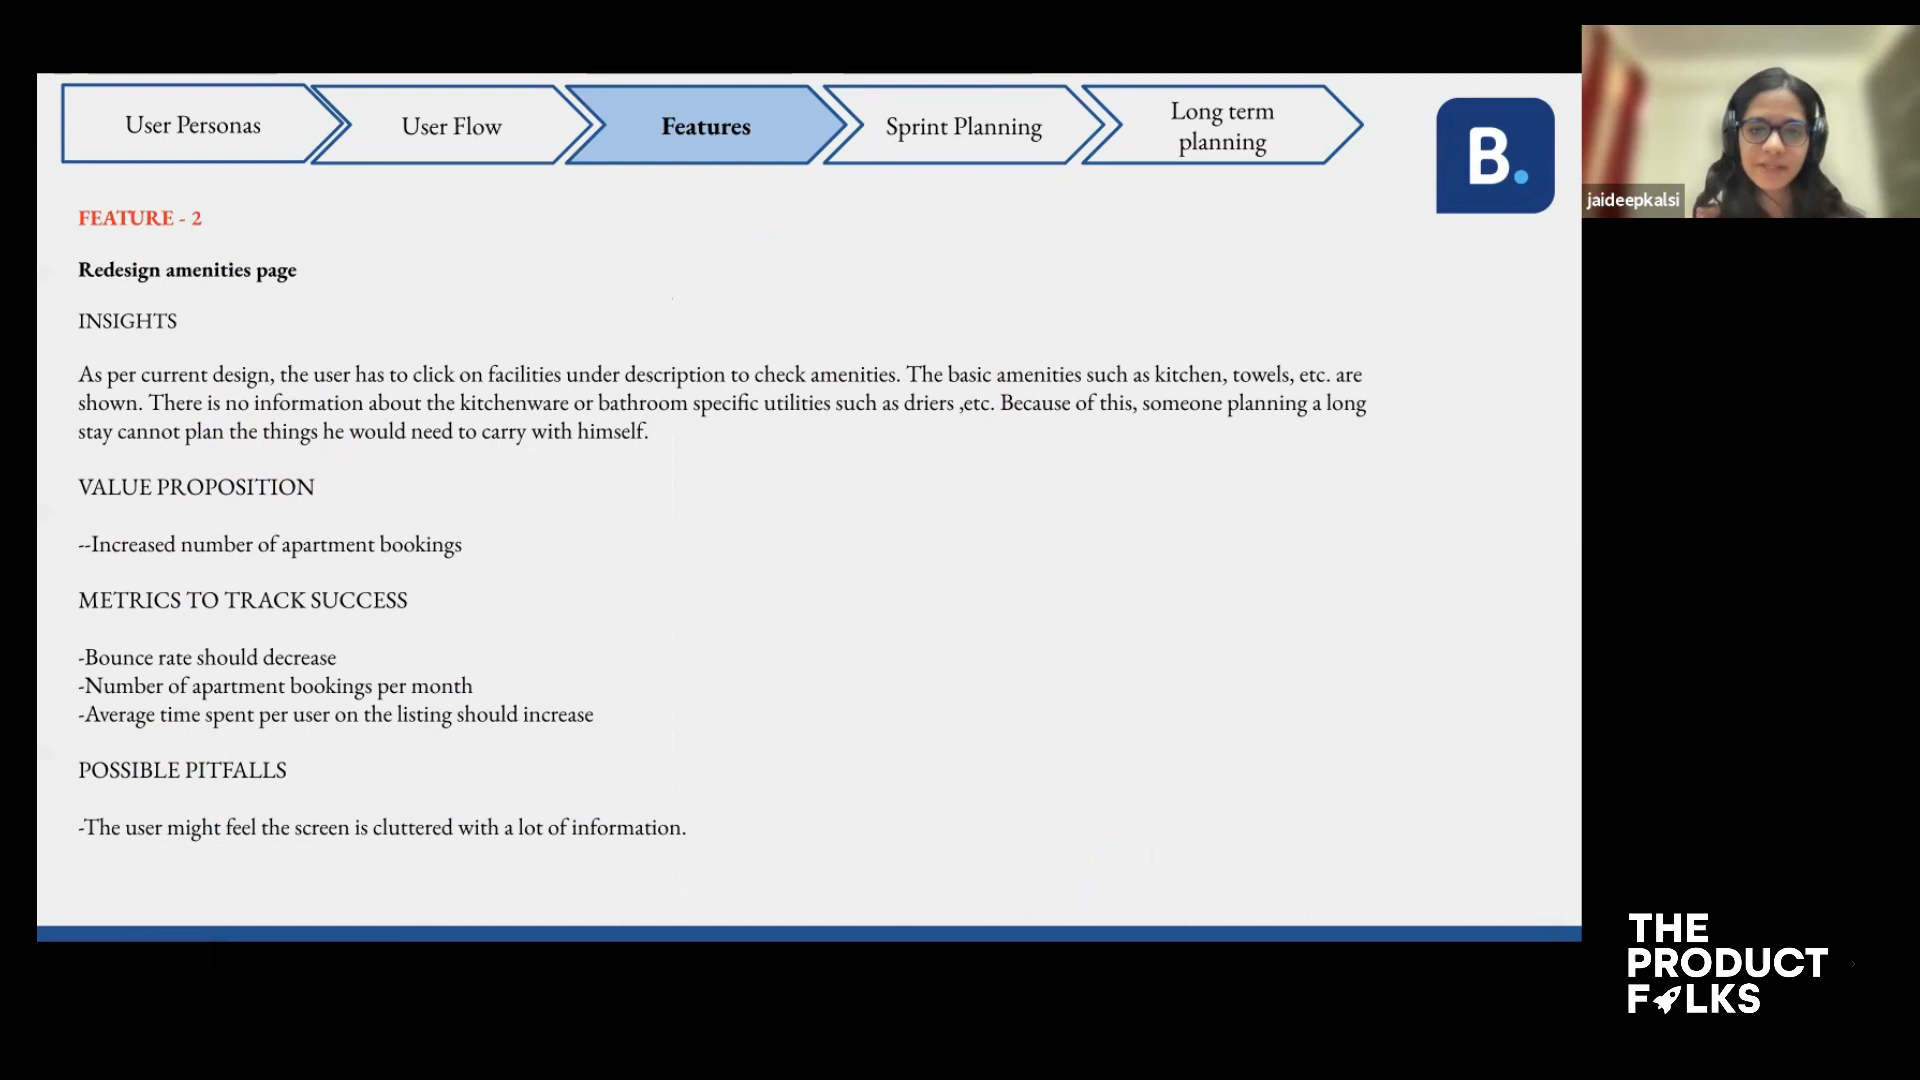 User Personas
User Flow
Features
Sprint Planning
Long term
planning
B.
jaideepkalsi
FEATURE - 2
Redesign amenities page
INSIGHTS
As per current design, the user has to click on facilities under description to check amenities. The basic amenities such as kitchen, towels, etc. are
shown. There is no information about the kitchenware or bathroom specific utilities such as driers ,etc. Because of this, someone planning a long
stay cannot plan the things he would need to carry with himself.
VALUE PROPOSITION
--Increased number of apartment bookings
METRICS TO TRACK SUCCESS
-Bounce rate should decrease
-Number of apartment bookings per month
-Average time spent per user on the listing should increase
POSSIBLE PITFALLS
-The user might feel the screen is cluttered with a lot of information.
THE
PRODUCT
FOLKS